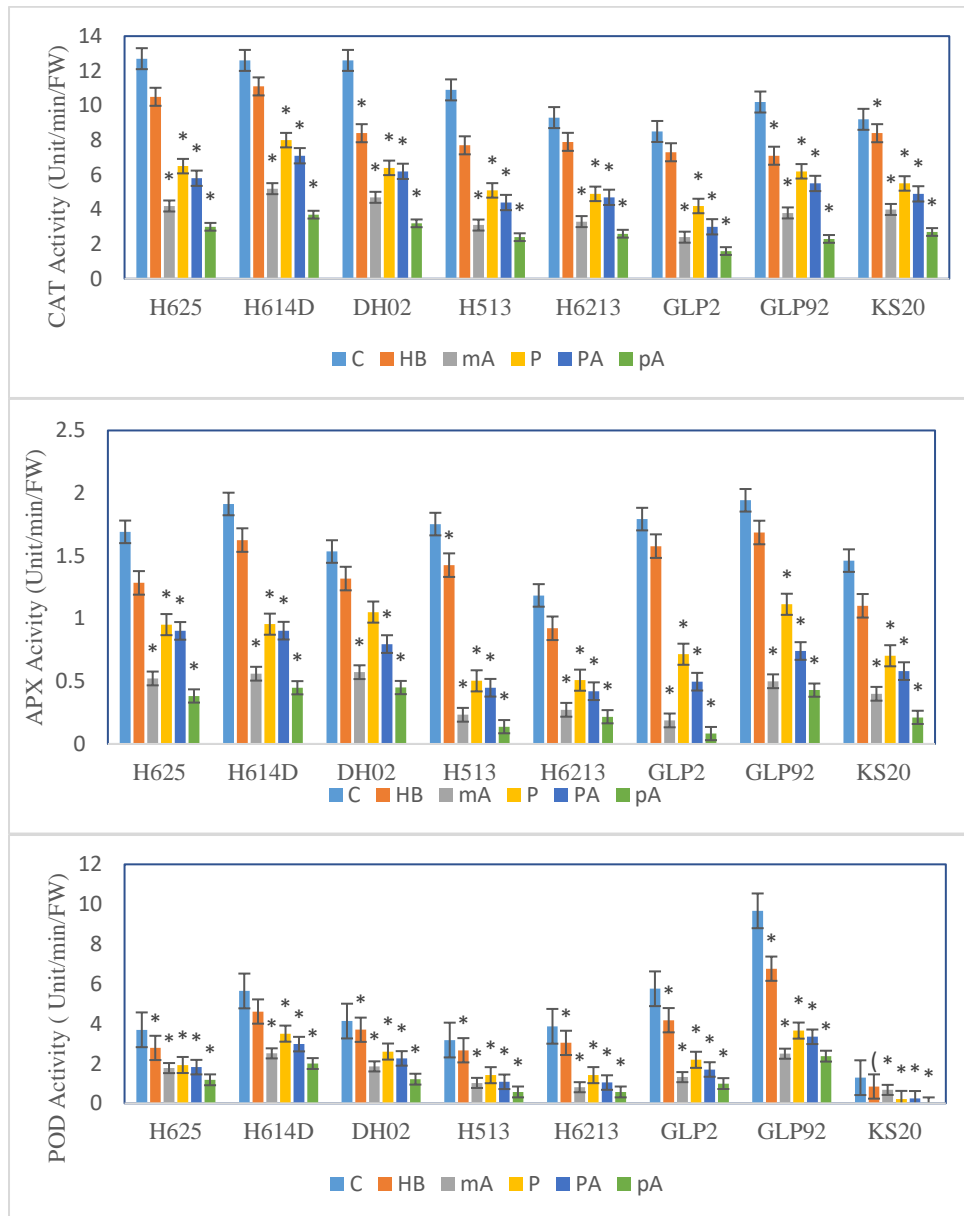 CAT Activity (Unit/min/FW)
14
12
10
8
6
4
2
0
* * * * * * * * * * * * * * * * * * * * * * * * * * * * * * * * * * *
H625 H614D DH02 H513 H6213 GLP2 GLP92 KS20
C HB mA P PA pA
APX Acivity (Unit/min/FW)
2.5
2
1.5
1
0.5
0
* * * * * * * * * * * * * * * * * * * * * * * * * * * * * * *
H625 H614D DH02 H513 H6213 GLP2 GLP92 KS20
C HB mA P PA pA
POD Activity ( Unit/min/FW)
12
10
8
6
4
2
0
* * * * * * * * * * * * * * * * * * * * * * * * * * * * * * * * * * ( * * * *
H625 H614D DH02 H513 H6213 GLP2 GLP92 KS20
C HB mA P PA pA